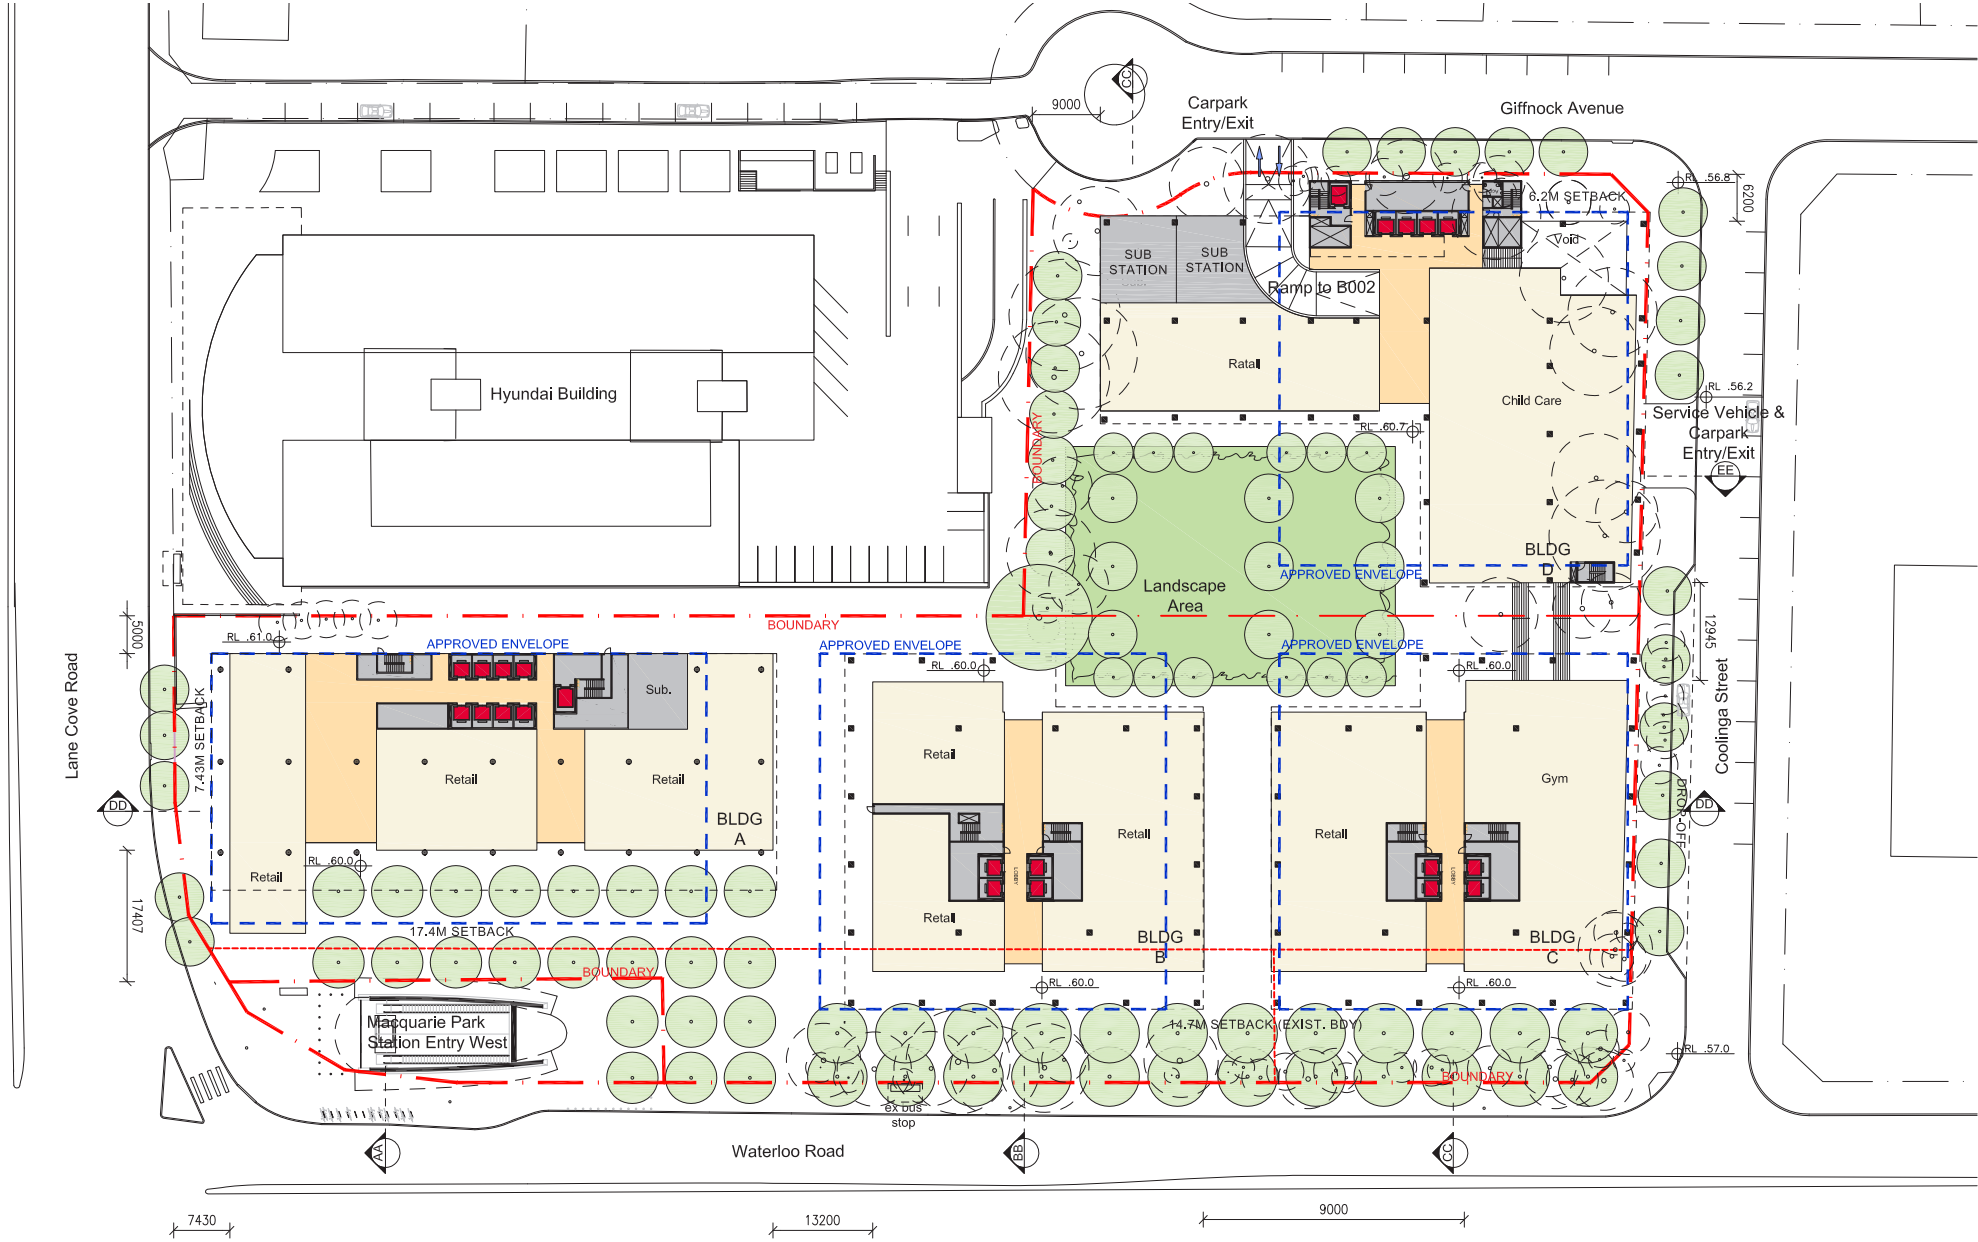 CC
9000
Carpark
Entry/Exit
Giffnock Avenue
RL .56.8
6200
6.2M SETBACK
Void
SUB
STATION
SUB
STATION
Ramp to B002
Ratail
Child Care
Hyundai Building
BOUNDARY
RL .60.7
RL .56.2
Service Vehicle &
Carpark
Entry/Exit
EE
BLDG
D
APPROVED ENVELOPE
Landscape
Area
BOUNDARY
5000
RL .61.0
APPROVED ENVELOPE
APPROVED ENVELOPE
APPROVED ENVELOPE
12945
RL .60.0
RL .60.0
Sub.
Lane Cove Road
7.43M SETBACK
Coolinga Street
Retail
Retail
Retail
Gym
DD
DD
DROP-OFF
BLDG
A
Retail
Retail
RL .60.0
Retail
LOBBY
LOBBY
17407
Retail
17.4M SETBACK
BLDG
B
BLDG
C
BOUNDARY
RL .60.0
RL .60.0
Macquarie Park
Station Entry West
14.7M SETBACK (EXIST. BDY)
RL .57.0
BOUNDARY
ex bus
stop
AA
BB
CC
Waterloo Road
7430
13200
9000